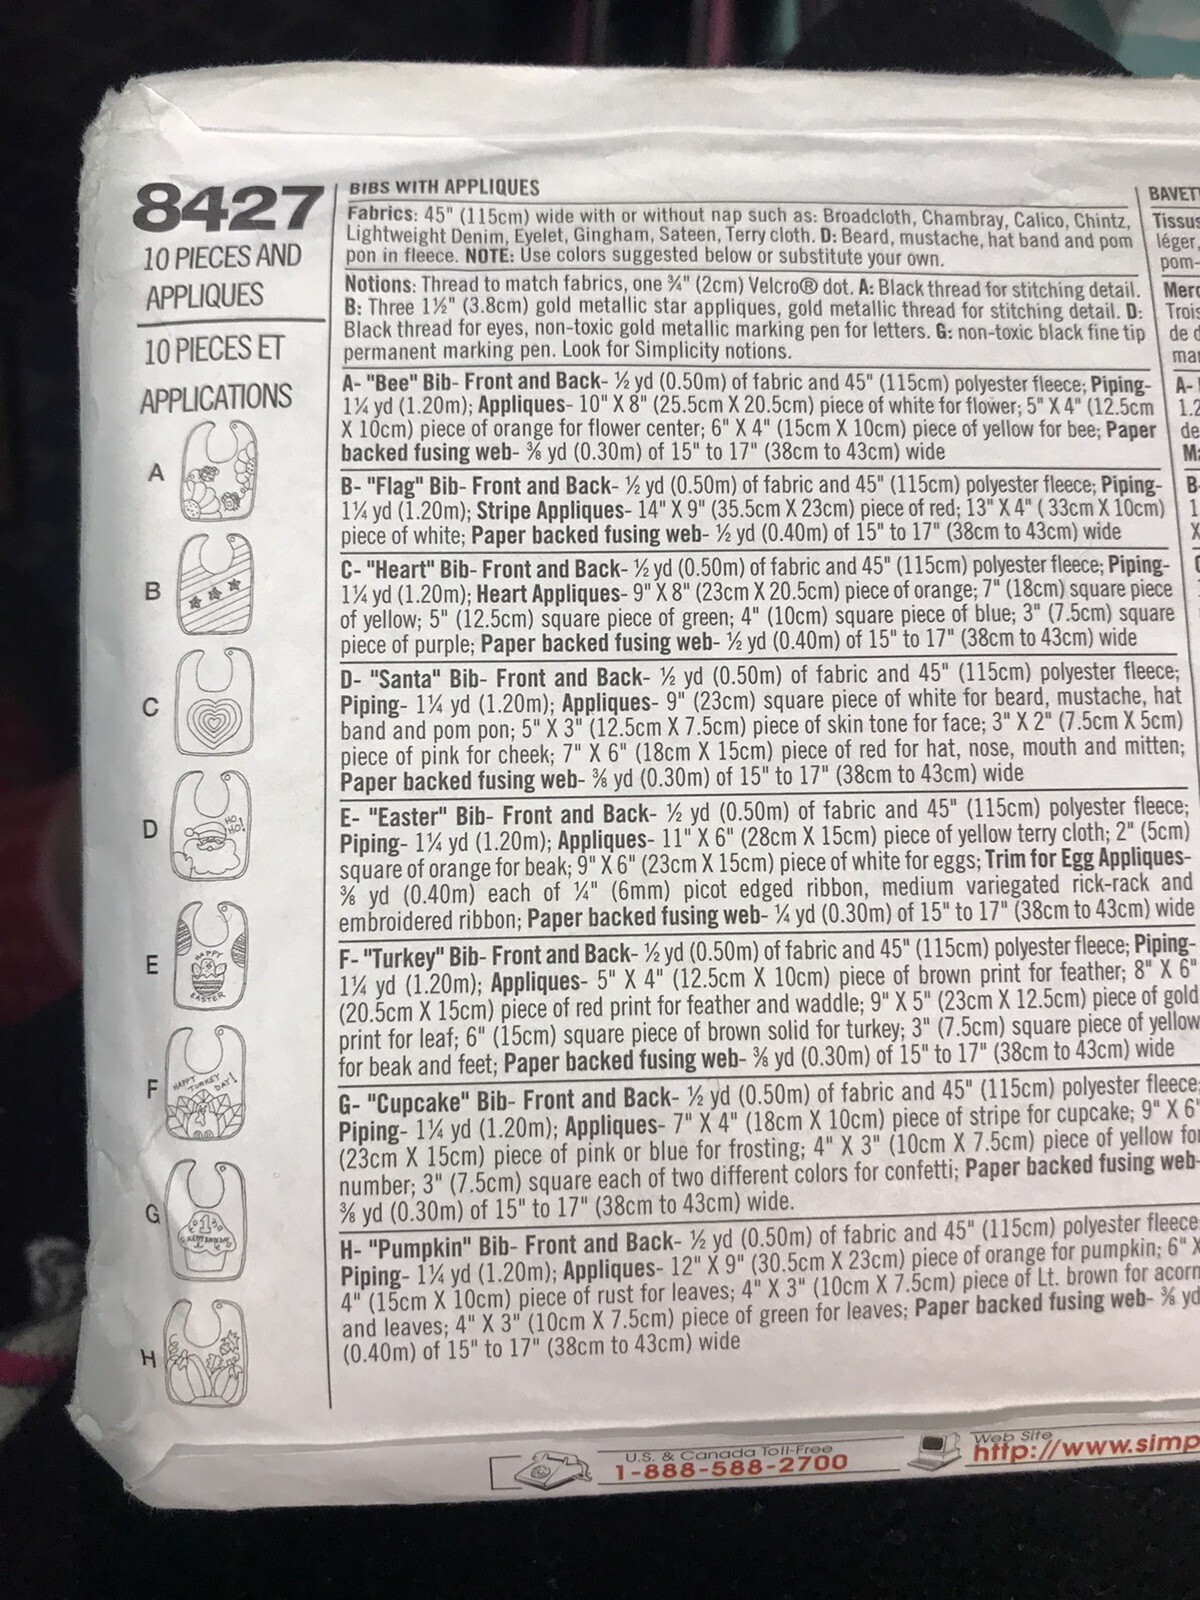 8427
10 PIECES AND
APPLIQUES
10 PIECES ET
APPLICATIONS
A
B
C
D
HO
HO!
E
HAPPY
EASTER
F
HAPPY
TURKEY
DAY!
G
1
H
BIBS WITH APPLIQUES
Fabrics: 45" (115cm) wide with or without nap such as: Broadcloth, Chambray, Calico, Chintz,
Lightweight Denim, Eyelet, Gingham, Sateen, Terry cloth. D: Beard, mustache, hat band and pom
pon in fleece. NOTE: Use colors suggested below or substitute your own.
Notions: Thread to match fabrics, one ¾" (2cm) Velcro® dot. A: Black thread for stitching detail.
B: Three 1½" (3.8cm) gold metallic star appliques, gold metallic thread for stitching detail. D:
Black thread for eyes, non-toxic gold metallic marking pen for letters. G: non-toxic black fine tip
permanent marking pen. Look for Simplicity notions.
A- "Bee" Bib- Front and Back- ½ yd (0.50m) of fabric and 45" (115cm) polyester fleece; Piping-
1¼ yd (1.20m); Appliques- 10" X 8" (25.5cm X 20.5cm) piece of white for flower; 5" X 4" (12.5cm
X 10cm) piece of orange for flower center; 6" X 4" (15cm X 10cm) piece of yellow for bee; Paper
backed fusing web- ⅜ yd (0.30m) of 15" to 17" (38cm to 43cm) wide
B- "Flag" Bib- Front and Back- ½ yd (0.50m) of fabric and 45" (115cm) polyester fleece; Piping-
1¼ yd (1.20m); Stripe Appliques- 14" X 9" (35.5cm X 23cm) piece of red; 13" X 4" ( 33cm X 10cm)
piece of white; Paper backed fusing web- ½ yd (0.40m) of 15" to 17" (38cm to 43cm) wide
C- "Heart" Bib- Front and Back- ½ yd (0.50m) of fabric and 45" (115cm) polyester fleece; Piping-
1¼ yd (1.20m); Heart Appliques- 9" X 8" (23cm X 20.5cm) piece of orange; 7" (18cm) square piece
of yellow; 5" (12.5cm) square piece of green; 4" (10cm) square piece of blue; 3" (7.5cm) square
piece of purple; Paper backed fusing web- ½ yd (0.40m) of 15" to 17" (38cm to 43cm) wide
D- "Santa" Bib- Front and Back- ½ yd (0.50m) of fabric and 45" (115cm) polyester fleece;
Piping- 1¼ yd (1.20m); Appliques- 9" (23cm) square piece of white for beard, mustache, hat
band and pom pon; 5" X 3" (12.5cm X 7.5cm) piece of skin tone for face; 3" X 2" (7.5cm X 5cm)
piece of pink for cheek; 7" X 6" (18cm X 15cm) piece of red for hat, nose, mouth and mitten;
Paper backed fusing web- ⅜ yd (0.30m) of 15" to 17" (38cm to 43cm) wide
E- "Easter" Bib- Front and Back- ½ yd (0.50m) of fabric and 45" (115cm) polyester fleece;
Piping- 1¼ yd (1.20m); Appliques- 11" X 6" (28cm X 15cm) piece of yellow terry cloth; 2" (5cm)
square of orange for beak; 9" X 6" (23cm X 15cm) piece of white for eggs; Trim for Egg Appliques-
⅜ yd (0.40m) each of ¼" (6mm) picot edged ribbon, medium variegated rick-rack and
embroidered ribbon; Paper backed fusing web- ¼ yd (0.30m) of 15" to 17" (38cm to 43cm) wide
F- "Turkey" Bib- Front and Back- ½ yd (0.50m) of fabric and 45" (115cm) polyester fleece; Piping-
1¼ yd (1.20m); Appliques- 5" X 4" (12.5cm X 10cm) piece of brown print for feather; 8" X 6"
(20.5cm X 15cm) piece of red print for feather and waddle; 9" X 5" (23cm X 12.5cm) piece of gold
print for leaf; 6" (15cm) square piece of brown solid for turkey; 3" (7.5cm) square piece of yellow
for beak and feet; Paper backed fusing web- ⅜ yd (0.30m) of 15" to 17" (38cm to 43cm) wide
G- "Cupcake" Bib- Front and Back- ½ yd (0.50m) of fabric and 45" (115cm) polyester fleece;
Piping- 1¼ yd (1.20m); Appliques- 7" X 4" (18cm X 10cm) piece of stripe for cupcake; 9" X 6"
(23cm X 15cm) piece of pink or blue for frosting; 4" X 3" (10cm X 7.5cm) piece of yellow for
number; 3" (7.5cm) square each of two different colors for confetti; Paper backed fusing web-
⅜ yd (0.30m) of 15" to 17" (38cm to 43cm) wide.
H- "Pumpkin" Bib- Front and Back- ½ yd (0.50m) of fabric and 45" (115cm) polyester fleece
Piping- 1¼ yd (1.20m); Appliques- 12" X 9" (30.5cm X 23cm) piece of orange for pumpkin; 6" X
4" (15cm X 10cm) piece of rust for leaves; 4" X 3" (10cm X 7.5cm) piece of Lt. brown for acorn
and leaves; 4" X 3" (10cm X 7.5cm) piece of green for leaves; Paper backed fusing web- ⅜ yd
(0.40m) of 15" to 17" (38cm to 43cm) wide
BAVET
Tissus
léger,
pom-
Merc
Trois
de d
mar
A-
1.2
de
Ma
B-
1
X
U.S. & Canada Toll-Free
1-888-588-2700
Web Site
http://www.simp